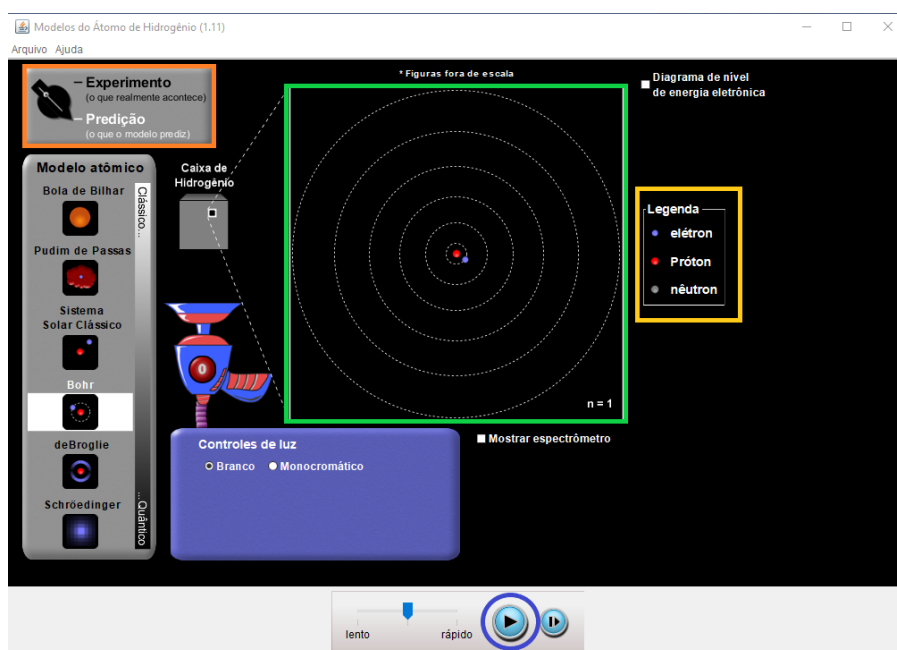 Modelos do Átomo de Hidrogênio (1.11)
Arquivo Ajuda
Experimento
(o que realmente acontece)
Predição
(o que o modelo prediz)
* Figuras fora de escala
Diagrama de nível
de energia eletrônica
Modelo atômico
Bola de Bilhar
Pudim de Passas
Sistema
Solar Clássico
Bohr
deBroglie
Schröedinger
Clássico...
...Quântico
Caixa de
Hidrogênio
0
n = 1
Legenda
elétron
Próton
nêutron
Mostrar espectrômetro
Controles de luz
Branco Monocromático
lento rápido